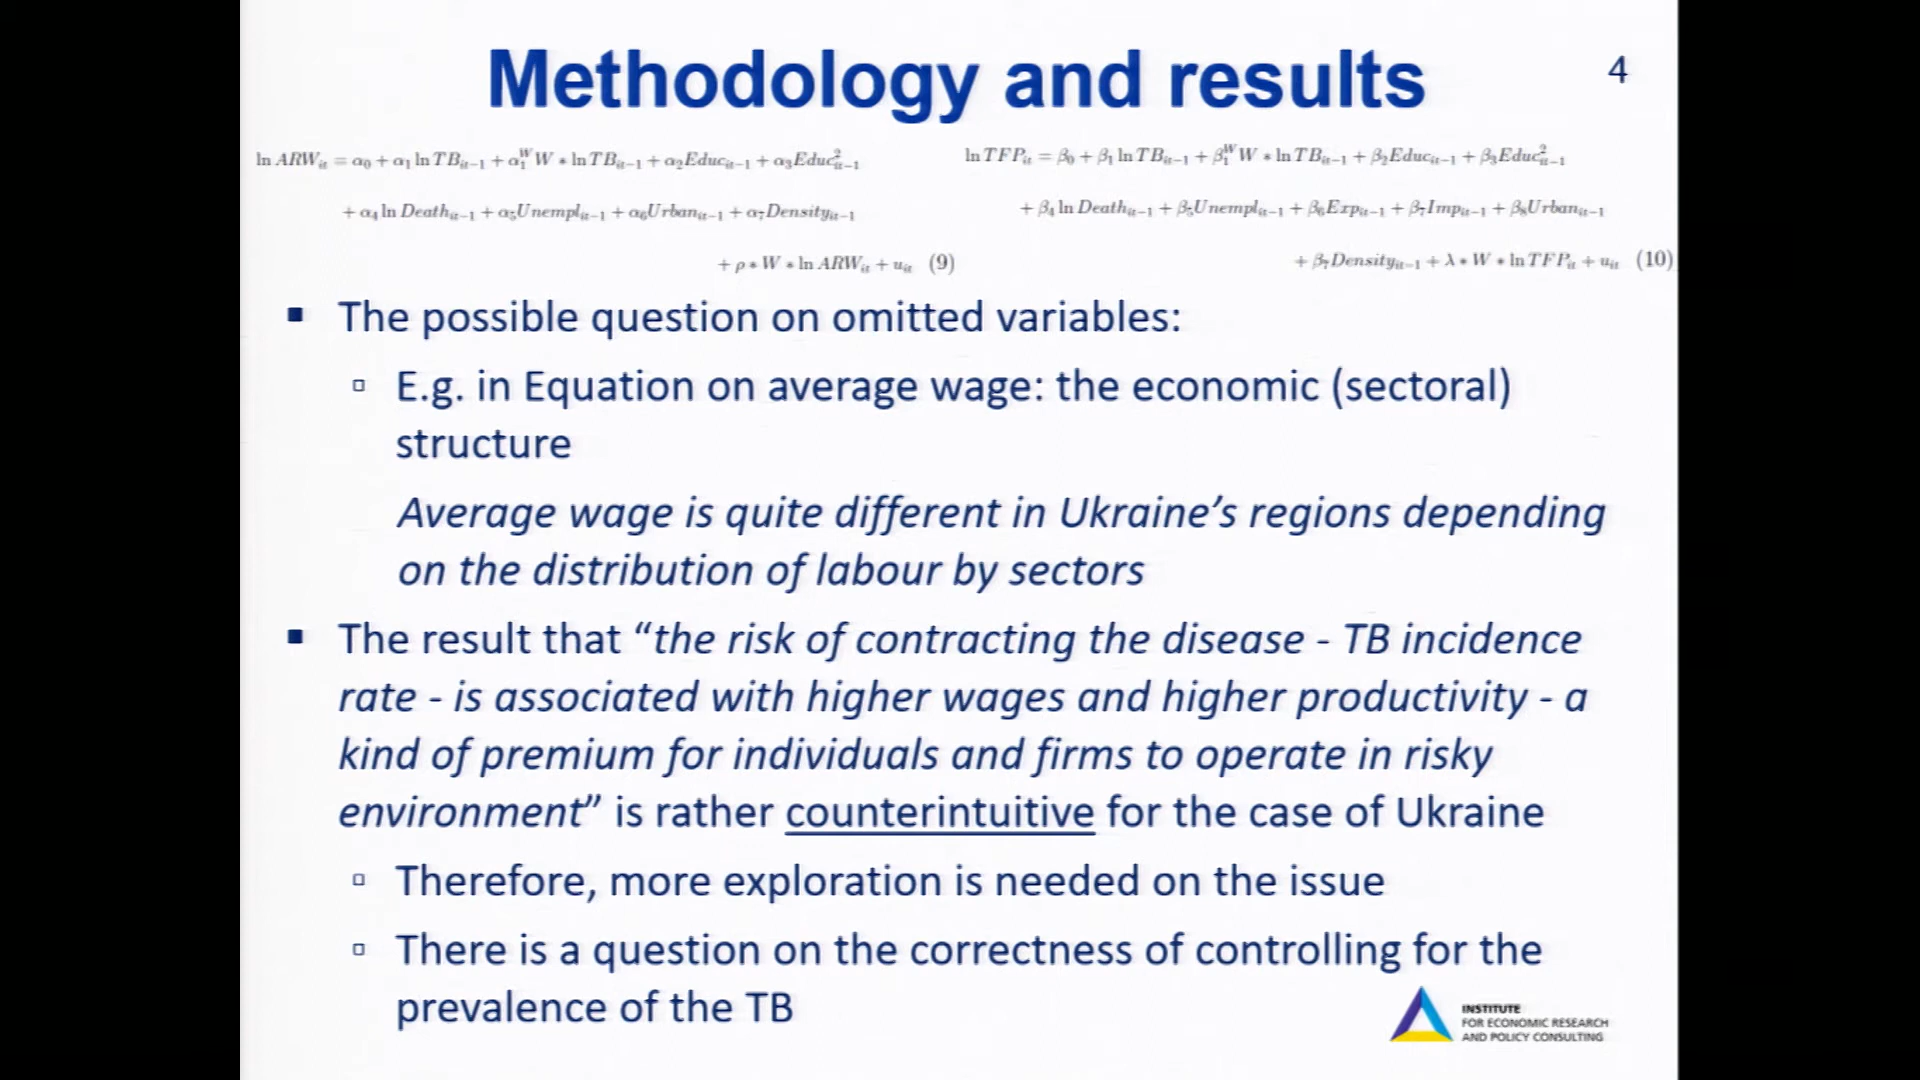 Methodology and results
4
ln ARW_it = α_0 + α_1 ln TB_it−1 + α_1^W W * ln TB_it−1 + α_2 Educ_it−1 + α_3 Educ²_it−1
+ α_4 ln Death_it−1 + α_5 Unempl_it−1 + α_6 Urban_it−1 + α_7 Density_it−1
+ ρ * W * ln ARW_it + u_it (9)
ln TFP_it = β_0 + β_1 ln TB_it−1 + β_1^W W * ln TB_it−1 + β_2 Educ_it−1 + β_3 Educ²_it−1
+ β_4 ln Death_it−1 + β_5 Unempl_it−1 + β_6 Exp_it−1 + β_7 Imp_it−1 + β_8 Urban_it−1
+ β_7 Density_it−1 + λ * W * ln TFP_it + u_it (10)
▪ The possible question on omitted variables:
▫ E.g. in Equation on average wage: the economic (sectoral)
structure
Average wage is quite different in Ukraine’s regions depending
on the distribution of labour by sectors
▪ The result that “the risk of contracting the disease - TB incidence
rate - is associated with higher wages and higher productivity - a
kind of premium for individuals and firms to operate in risky
environment” is rather counterintuitive for the case of Ukraine
▫ Therefore, more exploration is needed on the issue
▫ There is a question on the correctness of controlling for the
prevalence of the TB
INSTITUTE
FOR ECONOMIC RESEARCH
AND POLICY CONSULTING